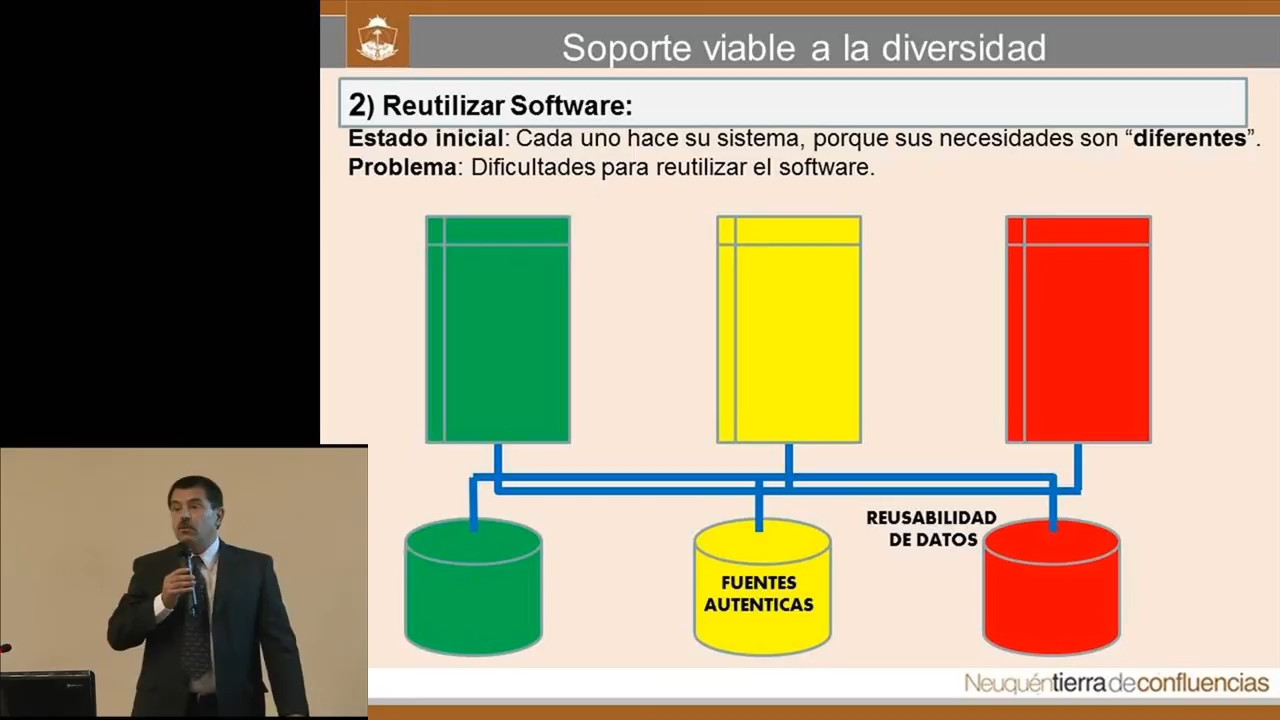 Soporte viable a la diversidad
2) Reutilizar Software:
Estado inicial: Cada uno hace su sistema, porque sus necesidades son “diferentes”.
Problema: Dificultades para reutilizar el software.
REUSABILIDAD
DE DATOS
FUENTES
AUTENTICAS
Neuquéntierradeconfluencias